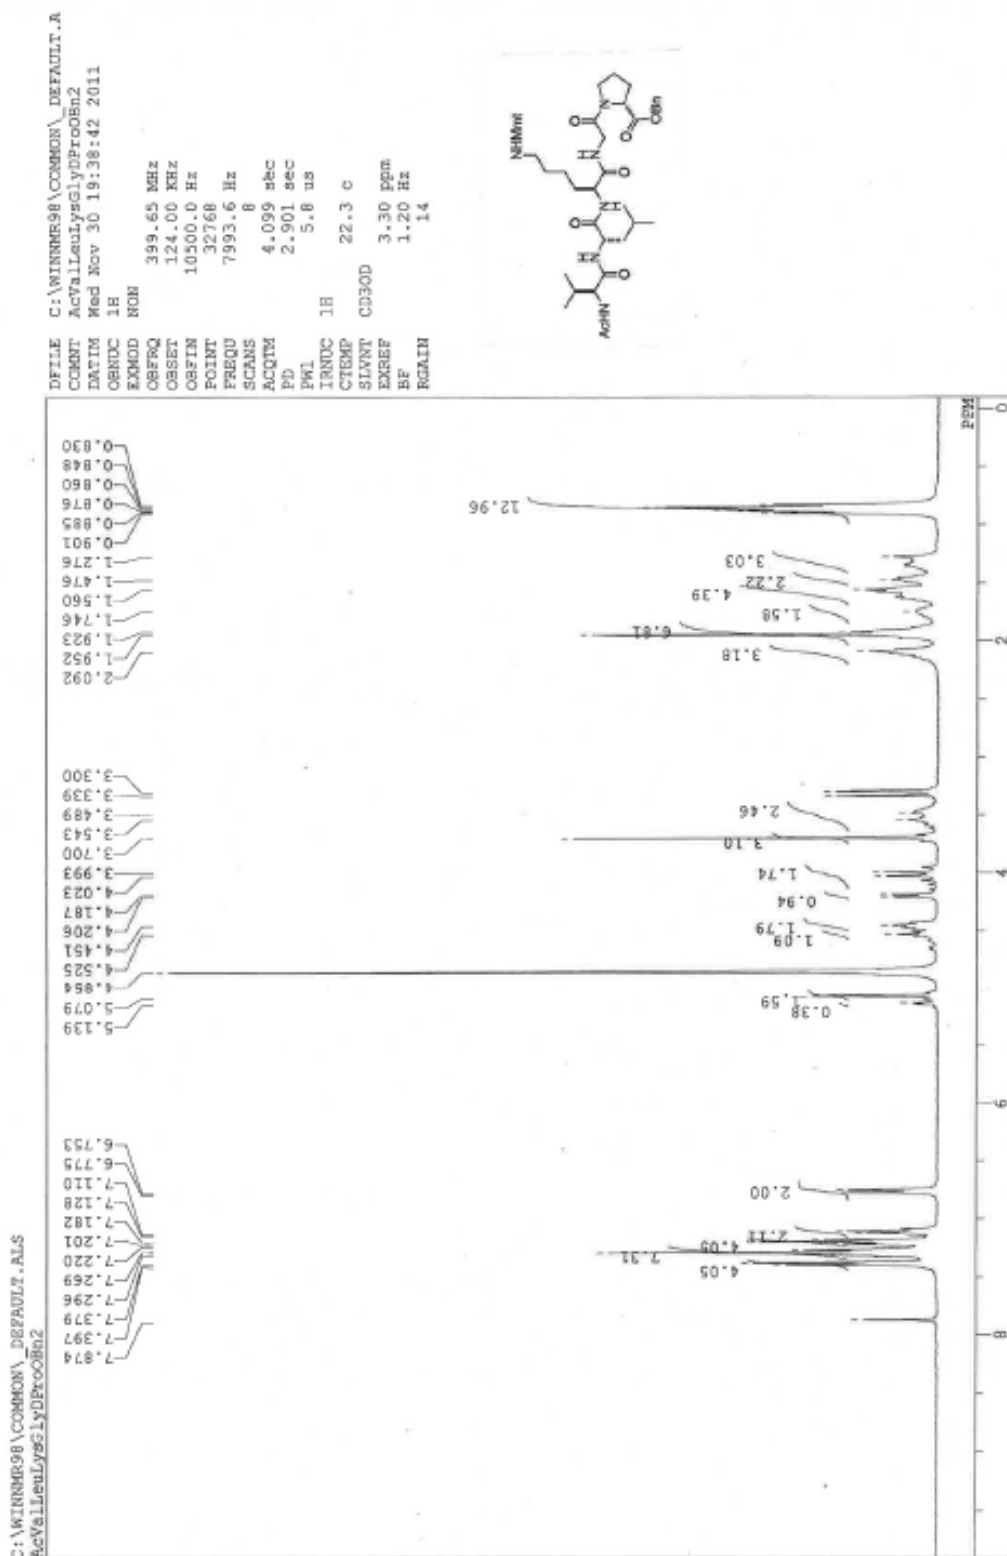 C:\WINNMR98\COMMON\_DEFAULT.ALS
AcValLeuLysGlyDProOBn2
DFILE C:\WINNMR98\COMMON\_DEFAULT.A
COMNT AcValLeuLysGlyDProOBn2
DATIM Wed Nov 30 19:38:42 2011
OBNUC 1H
EXMOD NON
OBFRQ 399.65 MHz
OBSET 124.00 KHz
OBFIN 10500.0 Hz
POINT 32768
FREQU 7993.6 Hz
SCANS 8
ACQTM 4.099 sec
PD 2.901 sec
PW1 5.8 us
IRNUC 1H
CTEMP 22.3 c
SLVNT CD3OD
EXREF 3.30 ppm
BF 1.20 Hz
RGAIN 14
NHMmt
AcHN
H
N
O
O
N
H
O
H
N
O
N
O
OBn
7.874
7.397
7.379
7.296
7.269
7.220
7.201
7.182
7.128
7.110
6.775
6.753
5.139
5.079
4.854
4.525
4.451
4.206
4.187
4.023
3.993
3.700
3.543
3.489
3.339
3.300
2.092
1.952
1.923
1.746
1.560
1.476
1.276
0.901
0.885
0.876
0.860
0.848
0.830
4.05
7.31
4.05
2.11
2.00
0.38
1.59
1.09
1.79
0.94
1.74
3.10
2.46
3.18
6.81
1.58
4.39
2.22
3.03
12.96
8
6
4
2
0
PPM